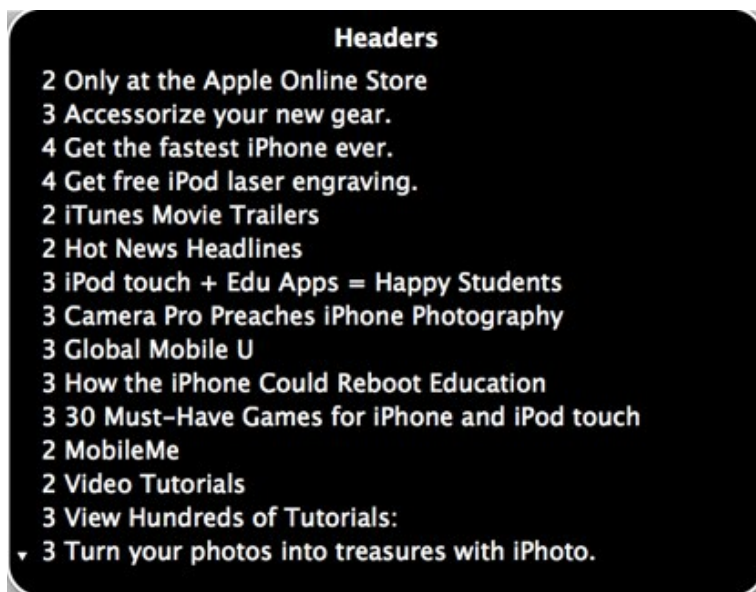 Headers
2 Only at the Apple Online Store
3 Accessorize your new gear.
4 Get the fastest iPhone ever.
4 Get free iPod laser engraving.
2 iTunes Movie Trailers
2 Hot News Headlines
3 iPod touch + Edu Apps = Happy Students
3 Camera Pro Preaches iPhone Photography
3 Global Mobile U
3 How the iPhone Could Reboot Education
3 30 Must-Have Games for iPhone and iPod touch
2 MobileMe
2 Video Tutorials
3 View Hundreds of Tutorials:
3 Turn your photos into treasures with iPhoto.